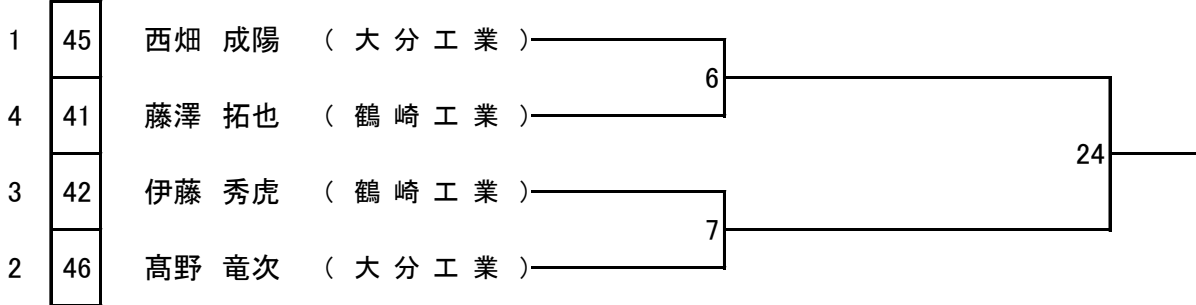 1 45 西畑 成陽 ( 大 分 工 業 )
6
4 41 藤澤 拓也 ( 鶴 崎 工 業 )
24
3 42 伊藤 秀虎 ( 鶴 崎 工 業 )
7
2 46 髙野 竜次 ( 大 分 工 業 )